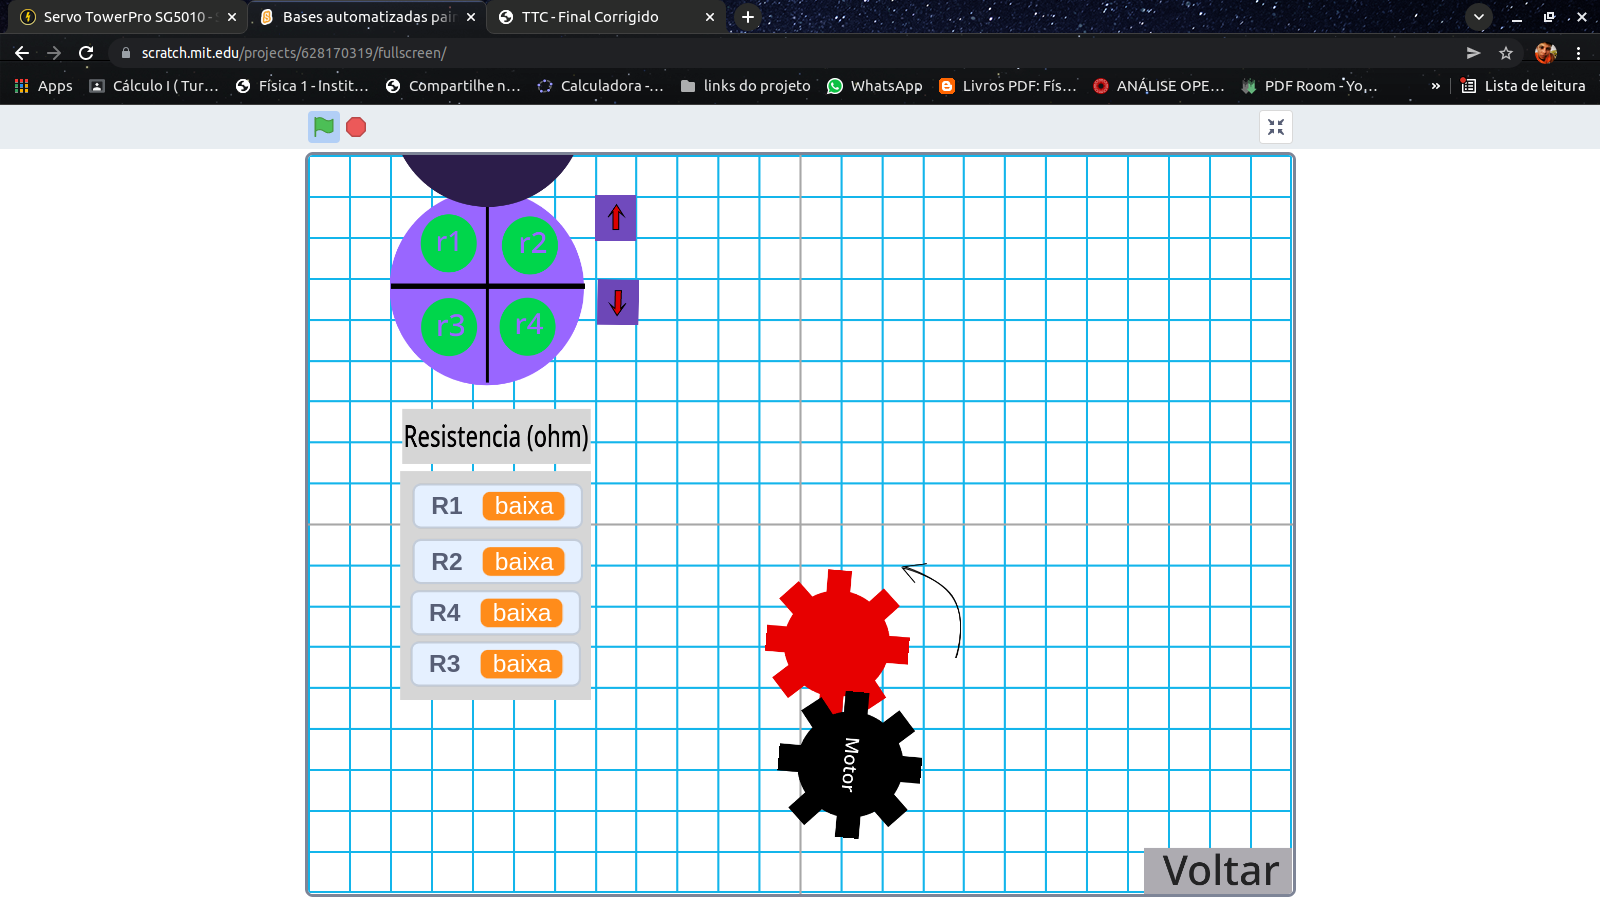 Servo TowerPro SG5010 -
Bases automatizadas pai
TTC - Final Corrigido
scratch.mit.edu/projects/628170319/fullscreen/
Apps
Cálculo I ( Tur...
Física 1 - Instit...
Compartilhe n...
Calculadora -...
links do projeto
WhatsApp
Livros PDF: Fís...
ANÁLISE OPE...
PDF Room - Yo...
»
Lista de leitura
r1 r2
r3 r4
Resistencia (ohm)
R1 baixa
R2 baixa
R4 baixa
R3 baixa
Motor
Voltar